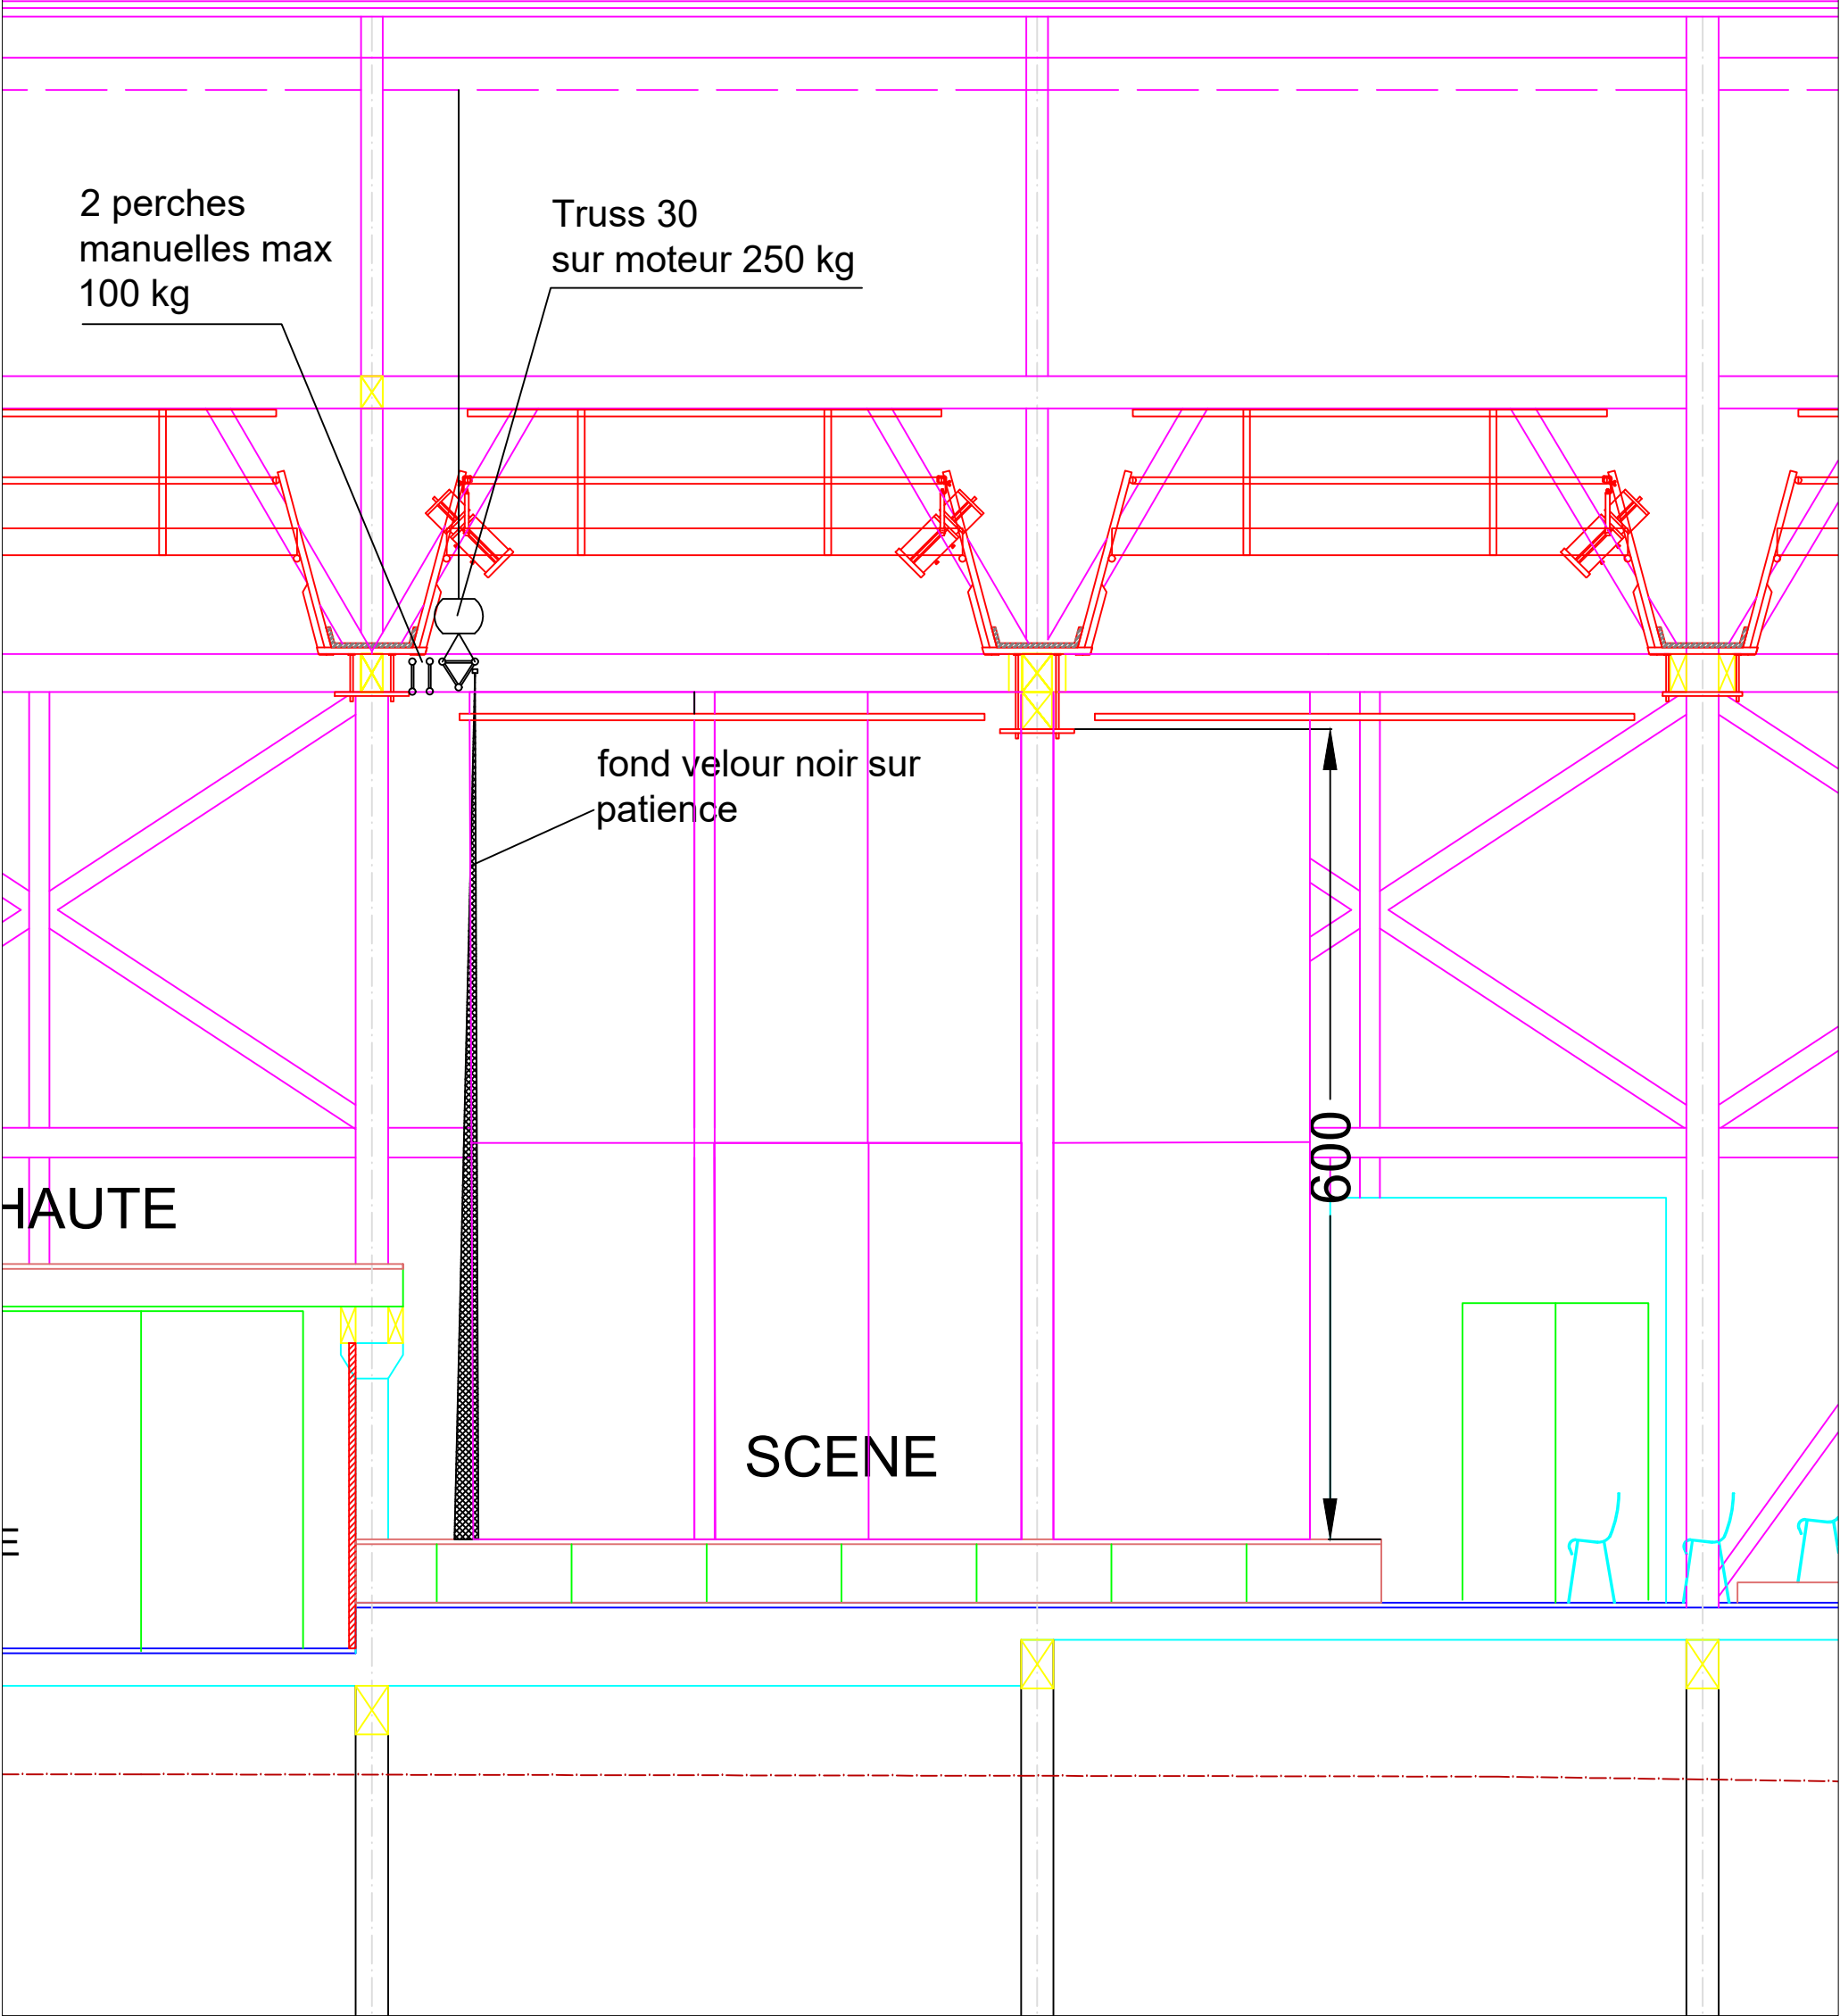 2 perches
manuelles max
100 kg
Truss 30
sur moteur 250 kg
fond velour noir sur
patience
600
HAUTE
SCENE
E